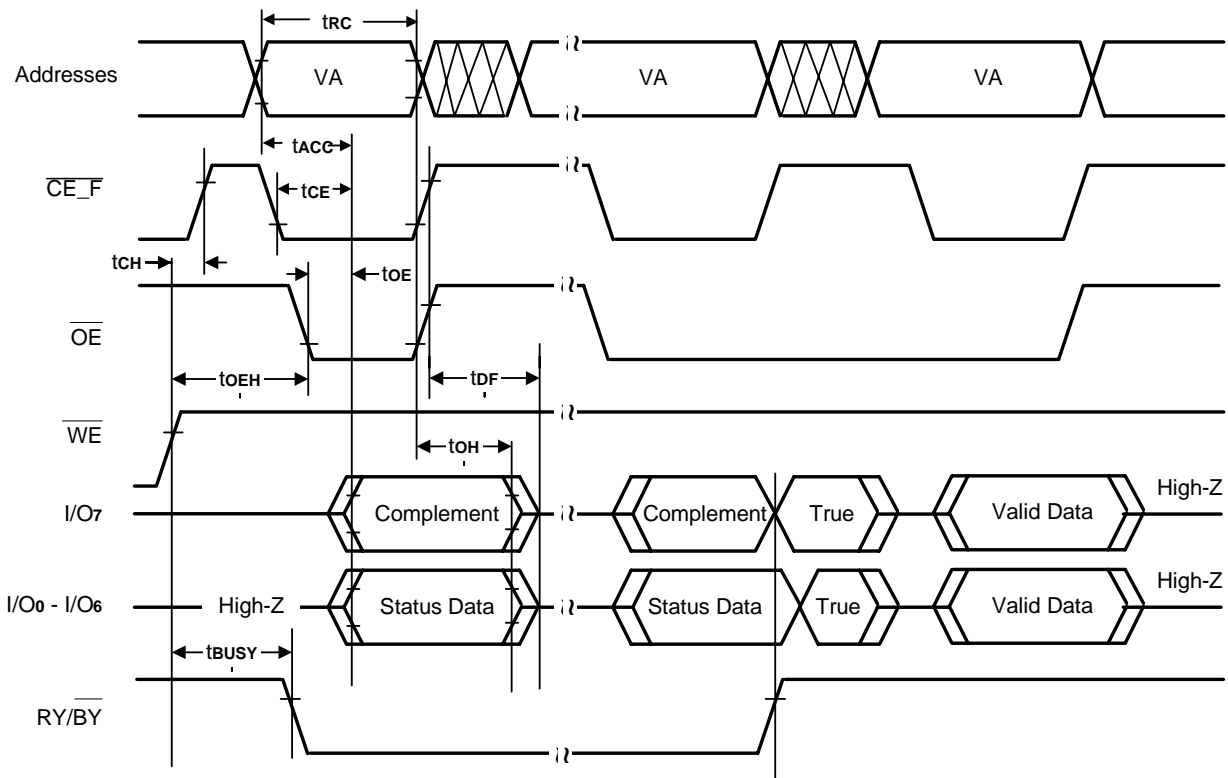 tRC
Addresses VA VA VA
tACC
CE_F
tCE
tCH
tOE
OE
tOEH
tDF
WE
tOH
I/O7 Complement Complement True Valid Data High-Z
I/O0 - I/O6 High-Z Status Data Status Data True Valid Data High-Z
tBUSY
RY/BY